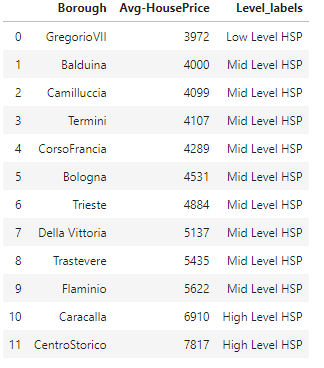 Borough Avg-HousePrice Level_labels
0 GregorioVII 3972 Low Level HSP
1 Balduina 4000 Mid Level HSP
2 Camilluccia 4099 Mid Level HSP
3 Termini 4107 Mid Level HSP
4 CorsoFrancia 4289 Mid Level HSP
5 Bologna 4531 Mid Level HSP
6 Trieste 4884 Mid Level HSP
7 Della Vittoria 5137 Mid Level HSP
8 Trastevere 5435 Mid Level HSP
9 Flaminio 5622 Mid Level HSP
10 Caracalla 6910 High Level HSP
11 CentroStorico 7817 High Level HSP